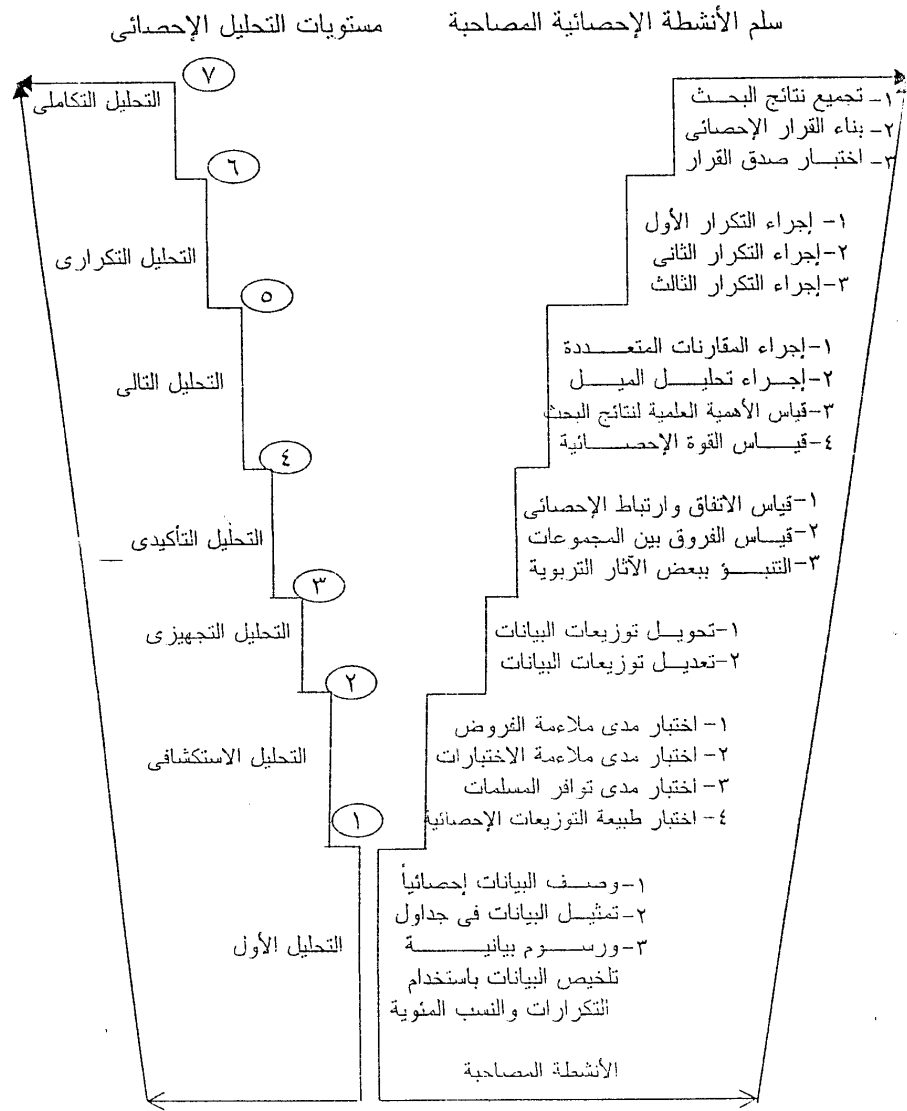 سلم الأنشطة الإحصائية المصاحبة
مستويات التحليل الإحصائى
٧
١- تجميع نتائج البحث
التحليل التكاملى
٢- بناء القرار الإحصائى
٣- اختبار صدق القرار
٦
١- إجراء التكرار الأول
٢-إجراء التكرار الثانى
التحليل التكرارى
٣-إجراء التكرار الثالث
٥
١-إجراء المقارنات المتعددة
٢-إجراء تحليل الميل
التحليل التالى
٣-قياس الأهمية العلمية لنتائج البحث
٤-قياس القوة الإحصائية
٤
١-قياس الاتفاق وارتباط الإحصائى
٢-قياس الفروق بين المجموعات
التحليل التأكيدى
٣-التنبؤ ببعض الآثار التربوية
٣
١-تحويل توزيعات البيانات
التحليل التجهيزى
٢-تعديل توزيعات البيانات
٢
١- اختبار مدى ملاءمة الفروض
٢- اختبار مدى ملاءمة الاختبارات
التحليل الاستكشافى
٣- اختبار مدى توافر المسلمات
٤- اختبار طبيعة التوزيعات الإحصائية
١
١-وصف البيانات إحصائياً
٢-تمثيل البيانات فى جداول
٣-ورسوم بيانية
التحليل الأول
تلخيص البيانات باستخدام
التكرارات والنسب المئوية
الأنشطة المصاحبة